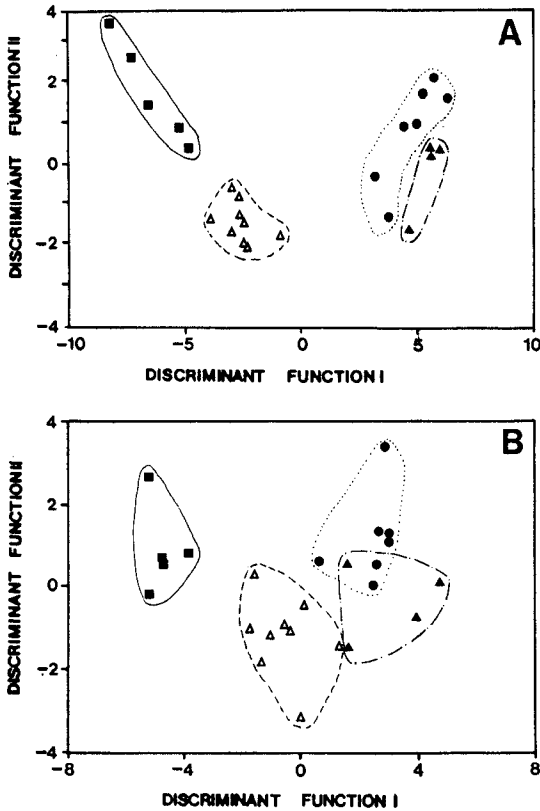 A
4
2
0
-2
-4
-10 -5 0 5 10
DISCRIMINANT FUNCTION II
DISCRIMINANT FUNCTION I
B
4
2
0
-2
-4
-8 -4 0 4 8
DISCRIMINANT FUNCTION II
DISCRIMINANT FUNCTION I